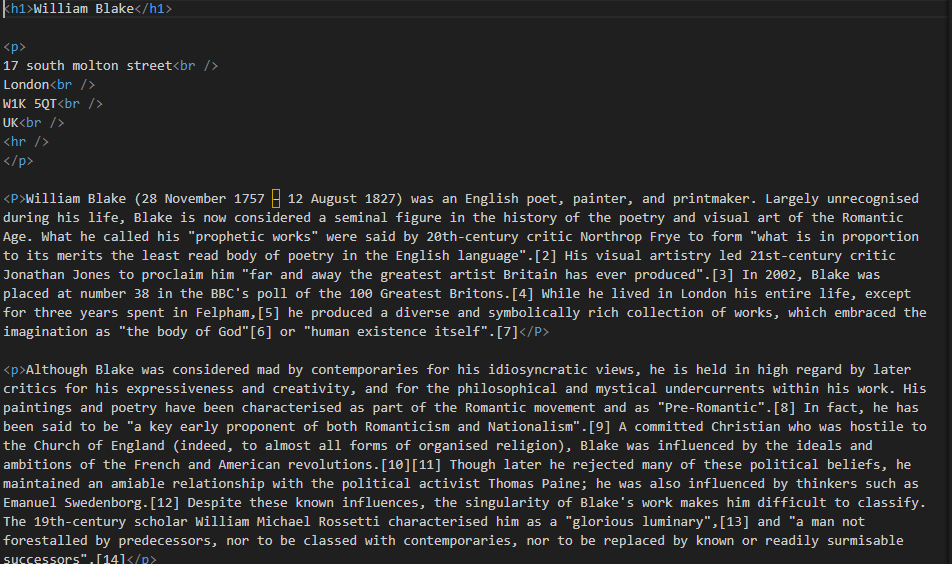 <h1>William Blake</h1>
<p>
17 south molton street<br />
London<br />
W1K 5QT<br />
UK<br />
<hr />
</p>
<P>William Blake (28 November 1757 – 12 August 1827) was an English poet, painter, and printmaker. Largely unrecognised
during his life, Blake is now considered a seminal figure in the history of the poetry and visual art of the Romantic
Age. What he called his "prophetic works" were said by 20th-century critic Northrop Frye to form "what is in proportion
to its merits the least read body of poetry in the English language".[2] His visual artistry led 21st-century critic
Jonathan Jones to proclaim him "far and away the greatest artist Britain has ever produced".[3] In 2002, Blake was
placed at number 38 in the BBC's poll of the 100 Greatest Britons.[4] While he lived in London his entire life, except
for three years spent in Felpham,[5] he produced a diverse and symbolically rich collection of works, which embraced the
imagination as "the body of God"[6] or "human existence itself".[7]</P>
<p>Although Blake was considered mad by contemporaries for his idiosyncratic views, he is held in high regard by later
critics for his expressiveness and creativity, and for the philosophical and mystical undercurrents within his work. His
paintings and poetry have been characterised as part of the Romantic movement and as "Pre-Romantic".[8] In fact, he has
been said to be "a key early proponent of both Romanticism and Nationalism".[9] A committed Christian who was hostile to
the Church of England (indeed, to almost all forms of organised religion), Blake was influenced by the ideals and
ambitions of the French and American revolutions.[10][11] Though later he rejected many of these political beliefs, he
maintained an amiable relationship with the political activist Thomas Paine; he was also influenced by thinkers such as
Emanuel Swedenborg.[12] Despite these known influences, the singularity of Blake's work makes him difficult to classify.
The 19th-century scholar William Michael Rossetti characterised him as a "glorious luminary",[13] and "a man not
forestalled by predecessors, nor to be classed with contemporaries, nor to be replaced by known or readily surmisable
successors".[14]</p>